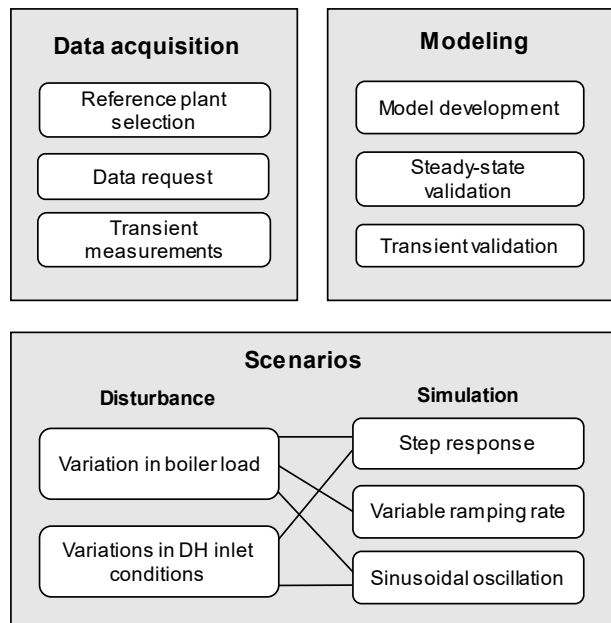 Data acquisition
Reference plant
selection
Data request
Transient
measurements
Modeling
Model development
Steady-state
validation
Transient validation
Scenarios
Disturbance
Variation in boiler load
Variations in DH inlet
conditions
Simulation
Step response
Variable ramping rate
Sinusoidal oscillation